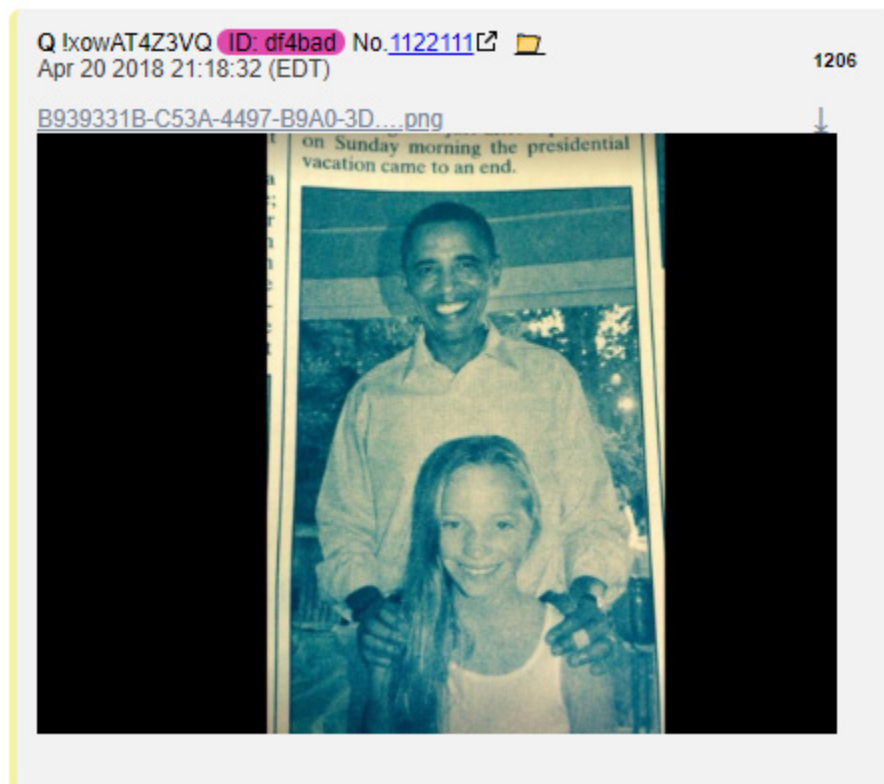 Q !xowAT4Z3VQ ID: df4bad No.1122111
Apr 20 2018 21:18:32 (EDT)
1206
B939331B-C53A-4497-B9A0-3D....png
on Sunday morning the presidential
vacation came to an end.